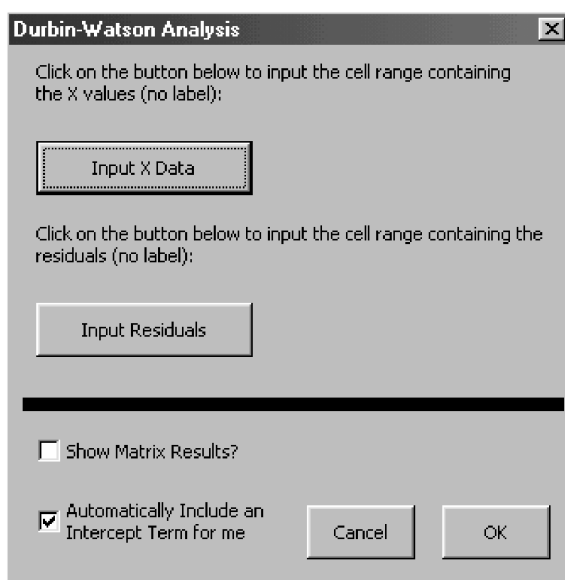 Durbin-Watson Analysis
Click on the button below to input the cell range containing
the X values (no label):
Input X Data
Click on the button below to input the cell range containing the
residuals (no label):
Input Residuals
Show Matrix Results?
Automatically Include an
Intercept Term for me
Cancel
OK